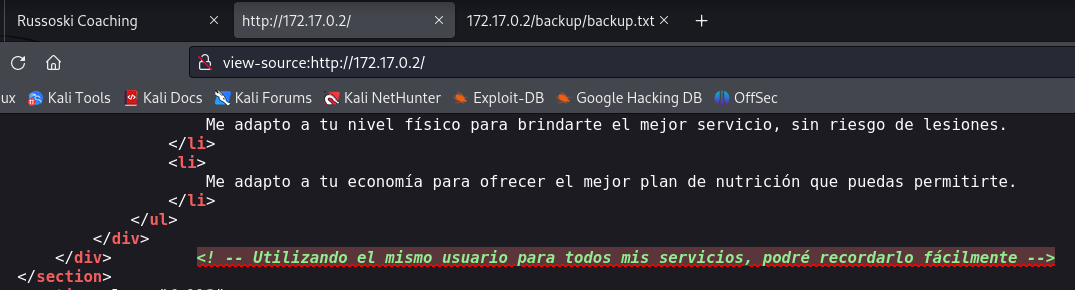 Russoski Coaching × http://172.17.0.2/ × 172.17.0.2/backup/backup.txt × +
view-source:http://172.17.0.2/
ux Kali Tools Kali Docs Kali Forums Kali NetHunter Exploit-DB Google Hacking DB OffSec
Me adapto a tu nivel físico para brindarte el mejor servicio, sin riesgo de lesiones.
</li>
<li>
Me adapto a tu economía para ofrecer el mejor plan de nutrición que puedas permitirte.
</li>
</ul>
</div>
</div> <! -- Utilizando el mismo usuario para todos mis servicios, podré recordarlo fácilmente -->
</section>